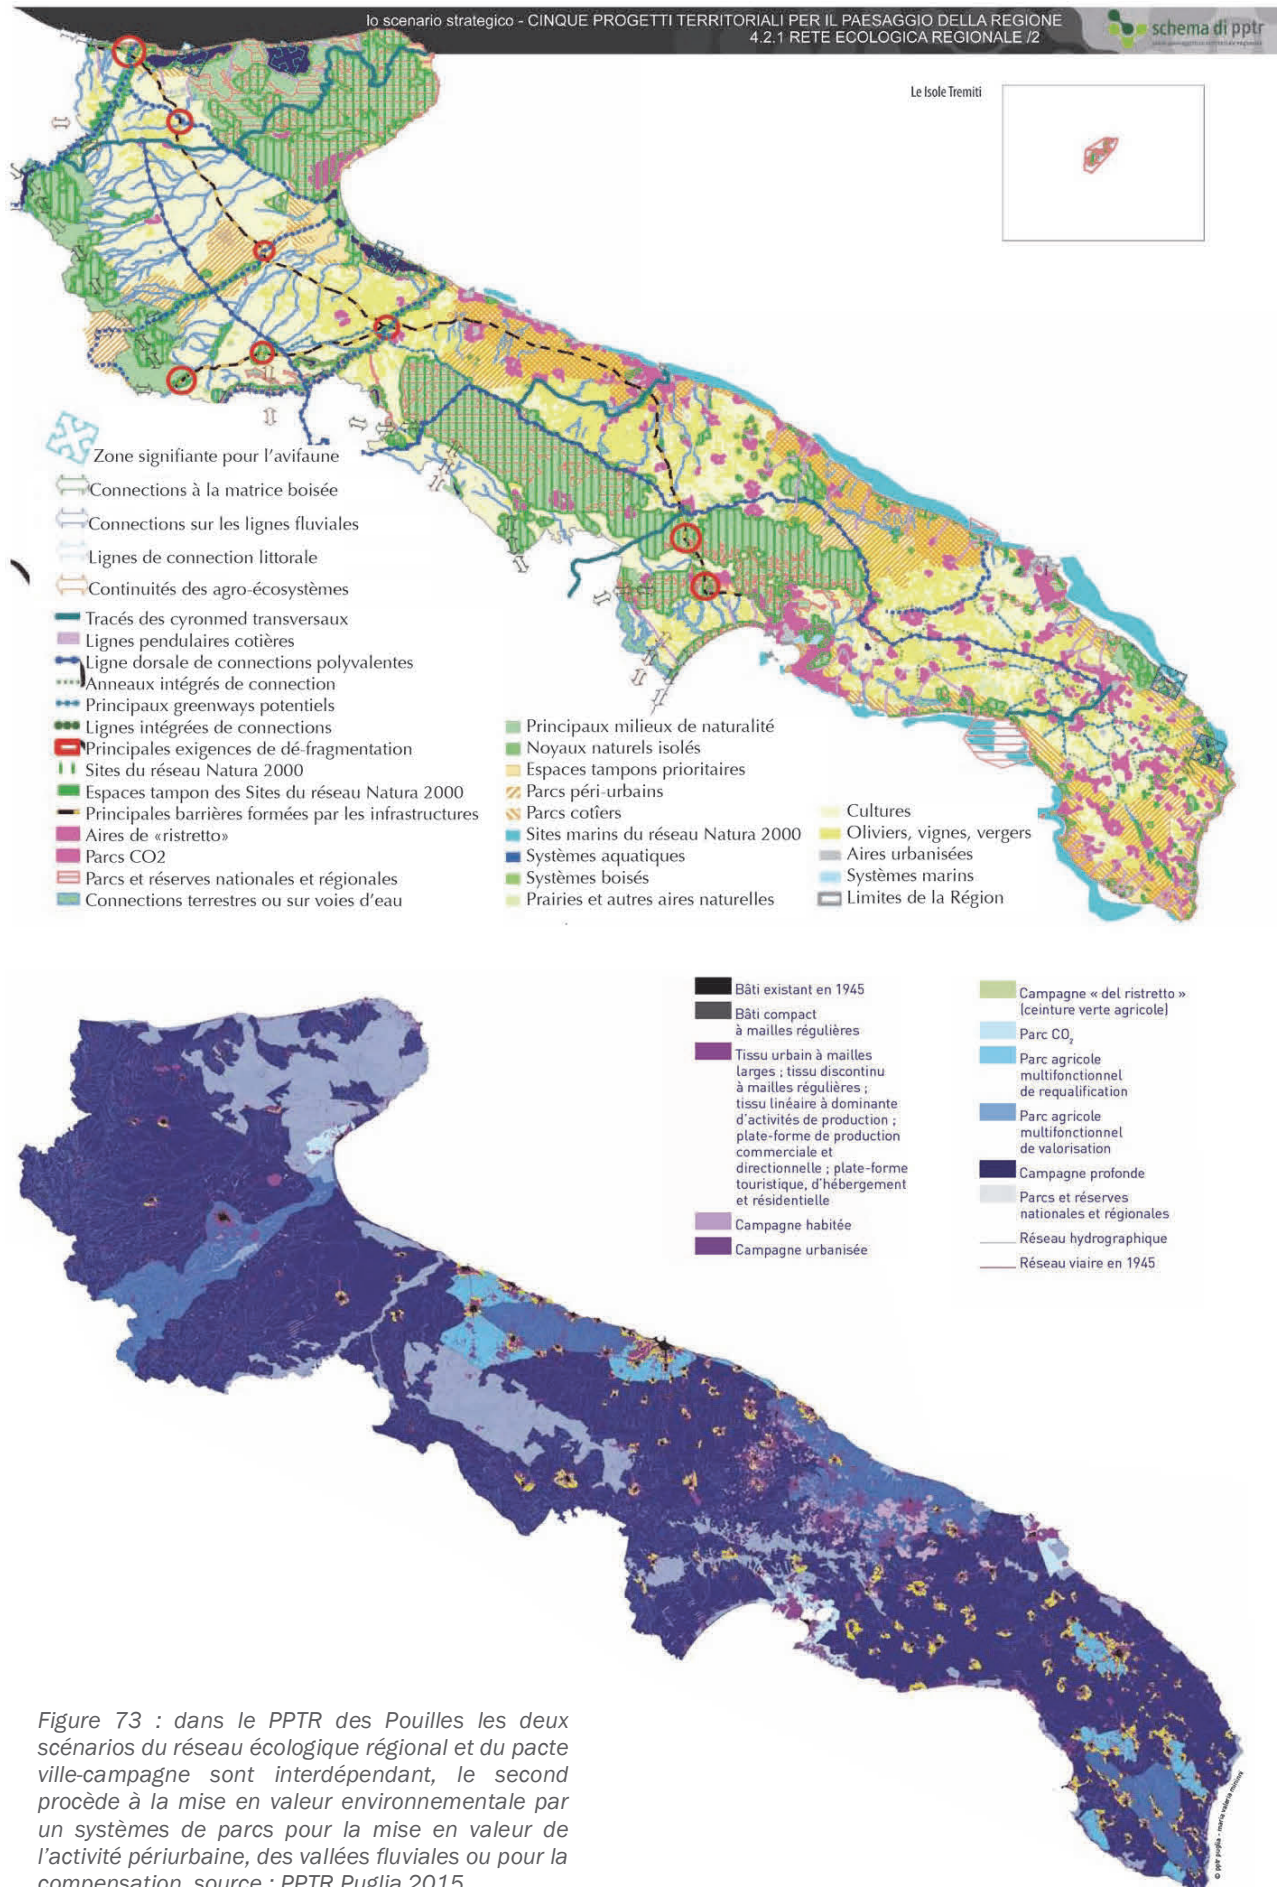 lo scenario strategico - CINQUE PROGETTI TERRITORIALI PER IL PAESAGGIO DELLA REGIONE
4.2.1 RETE ECOLOGICA REGIONALE /2
schema di pptr
Le Isole Tremiti
Zone signifiante pour l'avifaune
Connections à la matrice boisée
Connections sur les lignes fluviales
Lignes de connection littorale
Continuités des agro-écosystèmes
Tracés des cyronmed transversaux
Lignes pendulaires cotières
Ligne dorsale de connections polyvalentes
Anneaux intégrés de connection
Principaux greenways potentiels
Lignes intégrées de connections
Principales exigences de dé-fragmentation
Sites du réseau Natura 2000
Espaces tampon des Sites du réseau Natura 2000
Principales barrières formées par les infrastructures
Aires de «ristretto»
Parcs CO2
Parcs et réserves nationales et régionales
Connections terrestres ou sur voies d'eau
Principaux milieux de naturalité
Noyaux naturels isolés
Espaces tampons prioritaires
Parcs péri-urbains
Parcs cotîers
Sites marins du réseau Natura 2000
Systèmes aquatiques
Systèmes boisés
Prairies et autres aires naturelles
Cultures
Oliviers, vignes, vergers
Aires urbanisées
Systèmes marins
Limites de la Région
Bâti existant en 1945
Bâti compact
à mailles régulières
Tissu urbain à mailles
larges ; tissu discontinu
à mailles régulières ;
tissu linéaire à dominante
d'activités de production ;
plate-forme de production
commerciale et
directionnelle ; plate-forme
touristique, d'hébergement
et résidentielle
Campagne habitée
Campagne urbanisée
Campagne « del ristretto »
(ceinture verte agricole)
Parc CO2
Parc agricole
multifonctionnel
de requalification
Parc agricole
multifonctionnel
de valorisation
Campagne profonde
Parcs et réserves
nationales et régionales
Réseau hydrographique
Réseau viaire en 1945
Figure 73 : dans le PPTR des Pouilles les deux
scénarios du réseau écologique régional et du pacte
ville-campagne sont interdépendant, le second
procède à la mise en valeur environnementale par
un systèmes de parcs pour la mise en valeur de
l'activité périurbaine, des vallées fluviales ou pour la
compensation. source : PPTR Puglia 2015
© pptr puglia - maria valeria mininni